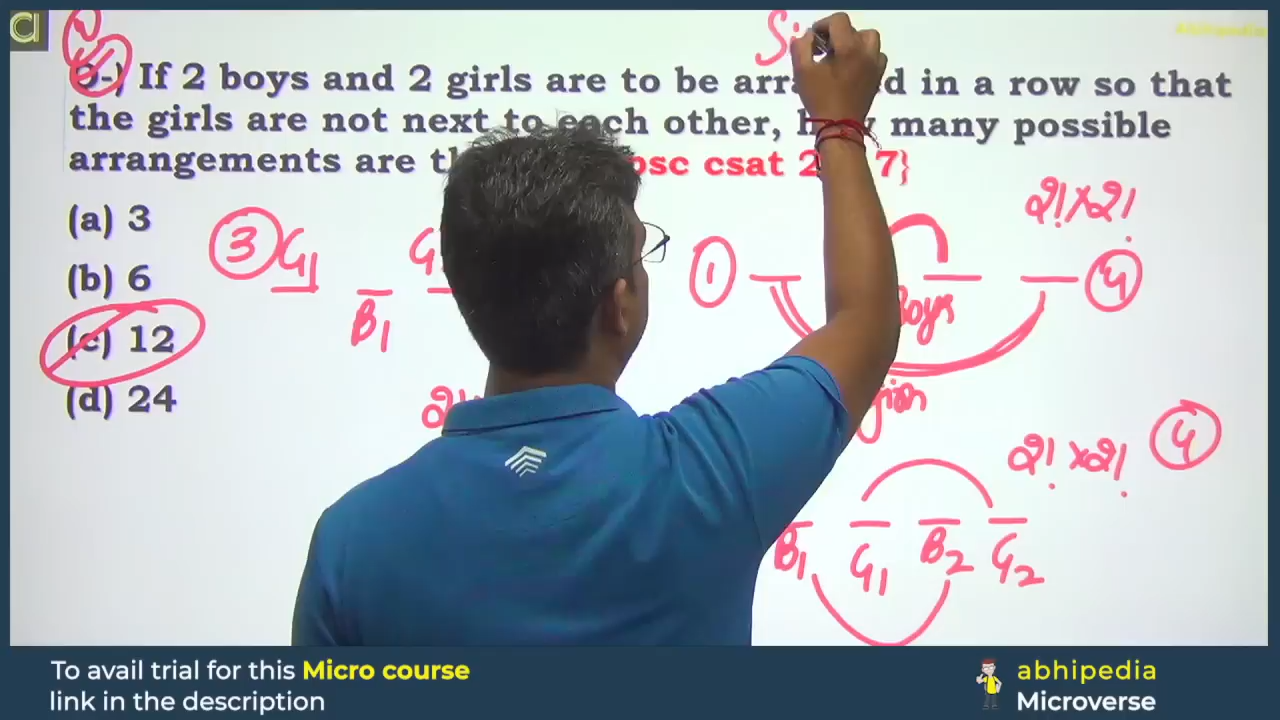 Abhipedia
Si
Q-) If 2 boys and 2 girls are to be arra d in a row so that
the girls are not next to each other, h w many possible
arrangements are th psc csat 2 7}
(a) 3
(b) 6
(c) 12
(d) 24
③ G1
B1
① ④
2! x 2!
Boys
2! x 2! ④
B1 G1 B2 G2
To avail trial for this Micro course
link in the description
abhipedia
Microverse